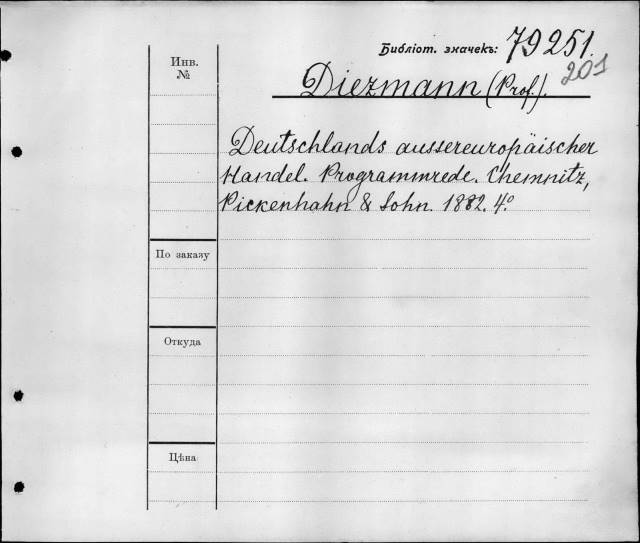 Библіот. значекъ: 79251.
201
Инв.
№
Diezmann (Prof.).
Deutschlands aussereuropäischer
Handel. Programmrede. Chemnitz,
Pickenhahn & Sohn. 1882. 4.º
По заказу
Откуда
Цѣна